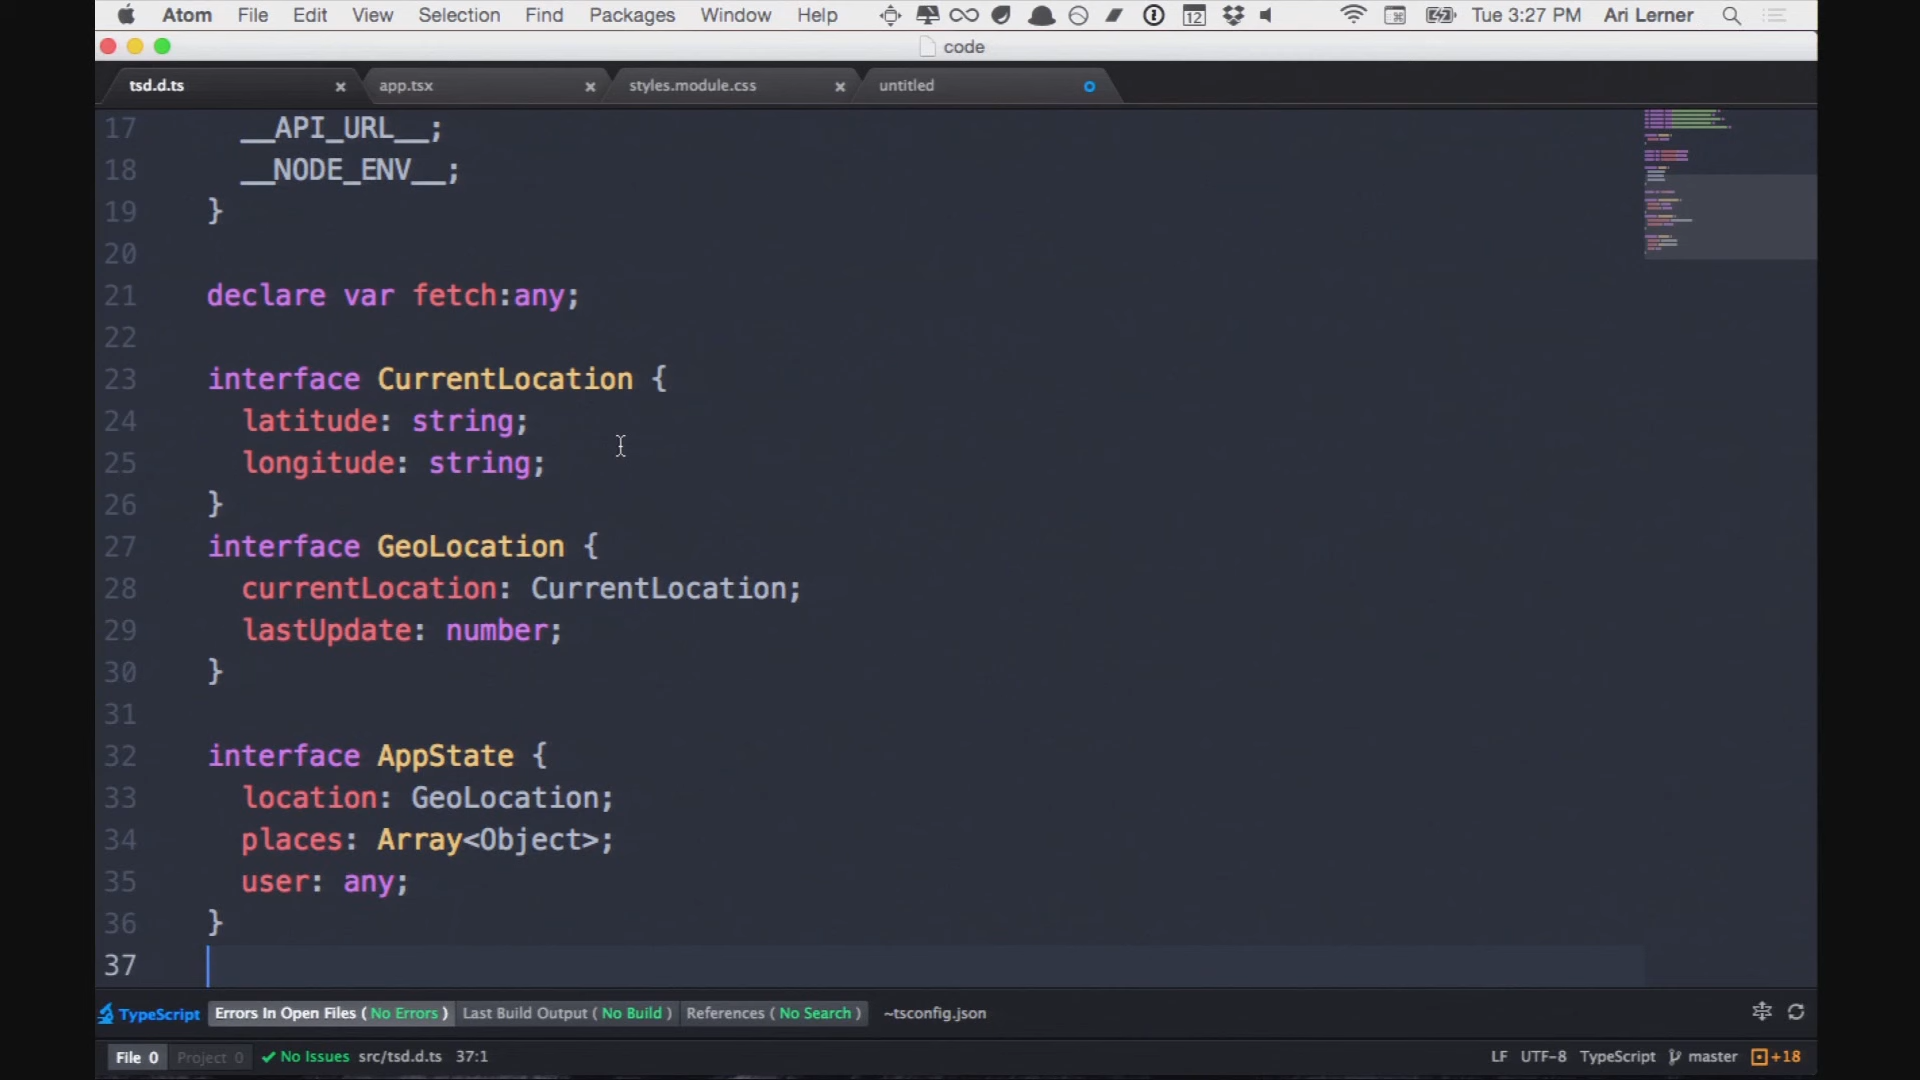 Atom File Edit View Selection Find Packages Window Help 12 Tue 3:27 PM Ari Lerner
code
tsd.d.ts app.tsx styles.module.css untitled
17 __API_URL__;
18 __NODE_ENV__;
19 }
20
21 declare var fetch:any;
22
23 interface CurrentLocation {
24 latitude: string;
25 longitude: string;
26 }
27 interface GeoLocation {
28 currentLocation: CurrentLocation;
29 lastUpdate: number;
30 }
31
32 interface AppState {
33 location: GeoLocation;
34 places: Array<Object>;
35 user: any;
36 }
37
TypeScript Errors In Open Files ( No Errors ) Last Build Output ( No Build ) References ( No Search ) ~tsconfig.json
File 0 Project 0 No Issues src/tsd.d.ts 37:1 LF UTF-8 TypeScript master +18